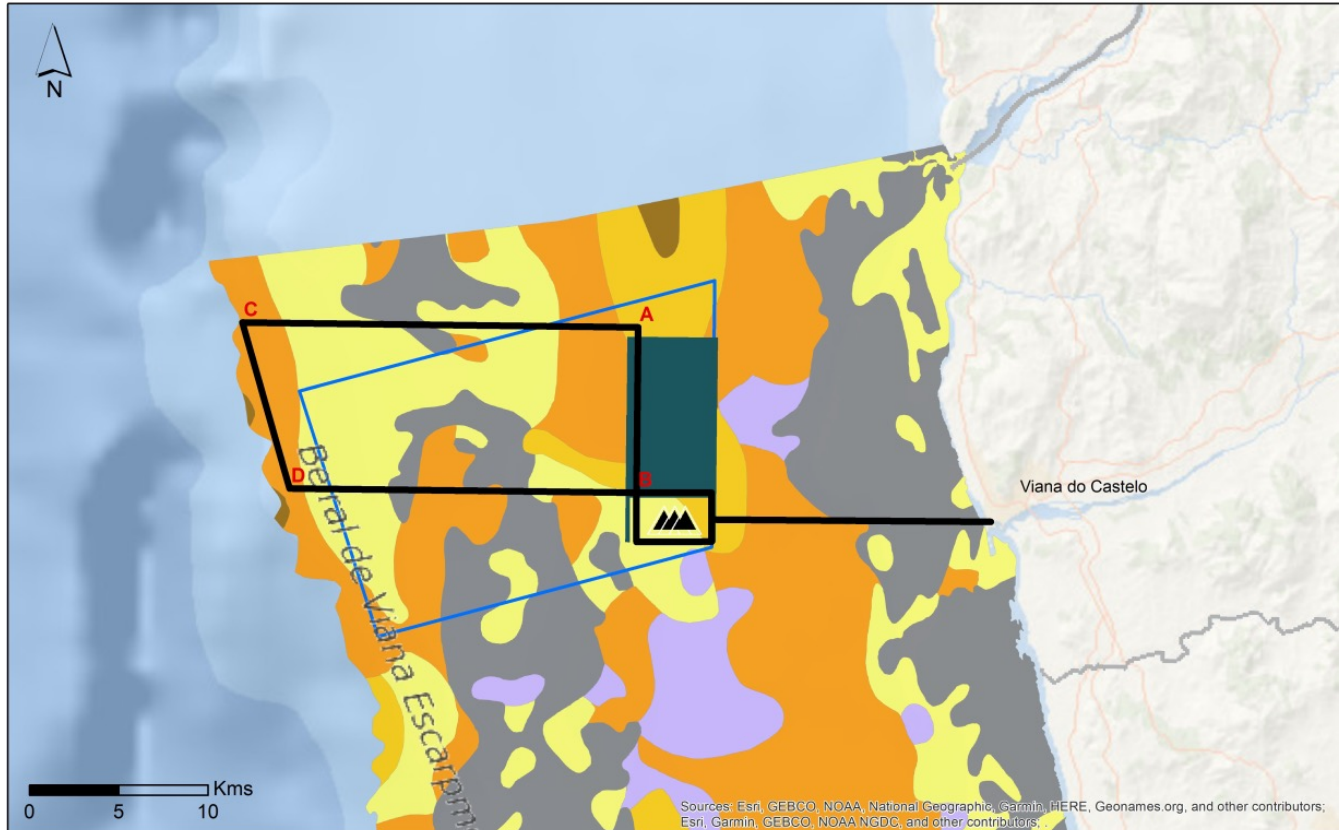 N
C
A
D
B
Viana do Castelo
Beiral de Viana Escarpm
Kms
0 5 10
Sources: Esri, GEBCO, NOAA, National Geographic, Garmin, HERE, Geonames.org, and other contributors;
Esri, Garmin, GEBCO, NOAA NGDC, and other contributors; .